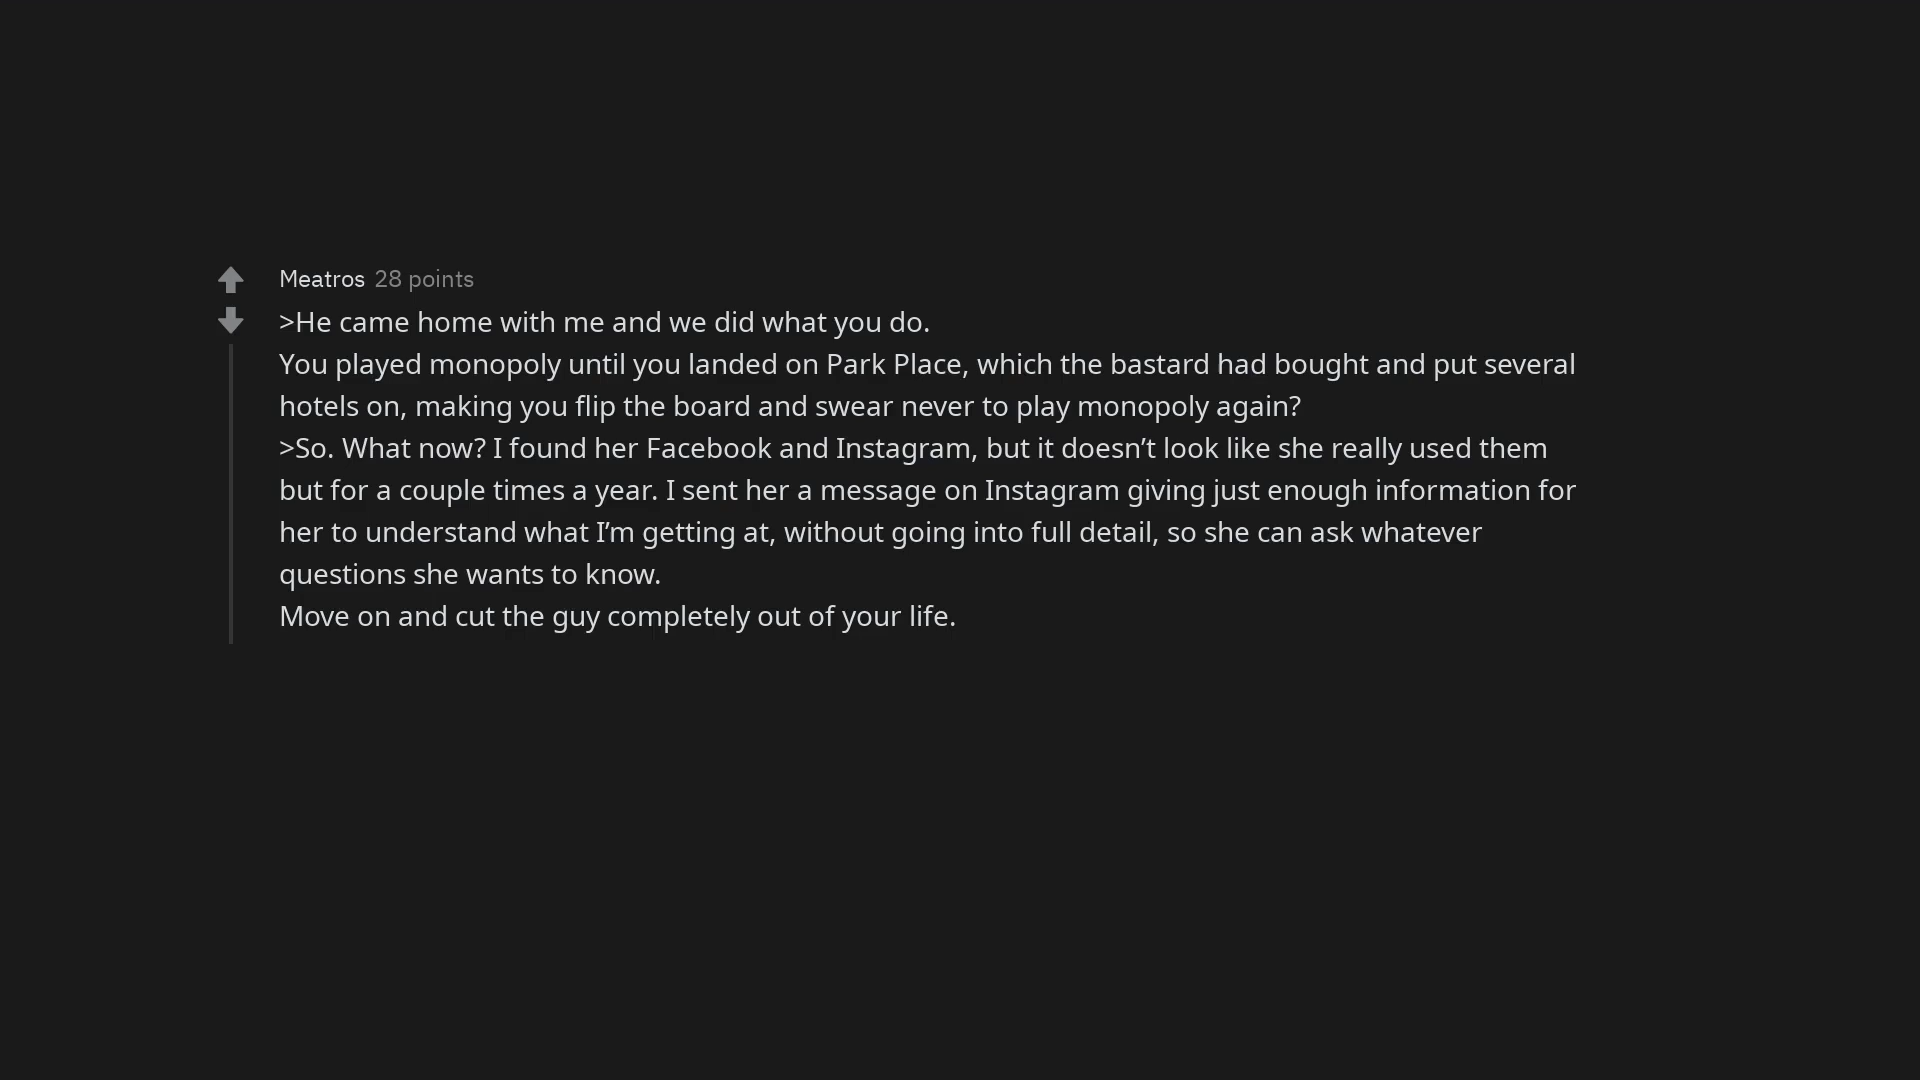 Meatros 28 points
>He came home with me and we did what you do.
You played monopoly until you landed on Park Place, which the bastard had bought and put several
hotels on, making you flip the board and swear never to play monopoly again?
>So. What now? I found her Facebook and Instagram, but it doesn’t look like she really used them
but for a couple times a year. I sent her a message on Instagram giving just enough information for
her to understand what I’m getting at, without going into full detail, so she can ask whatever
questions she wants to know.
Move on and cut the guy completely out of your life.